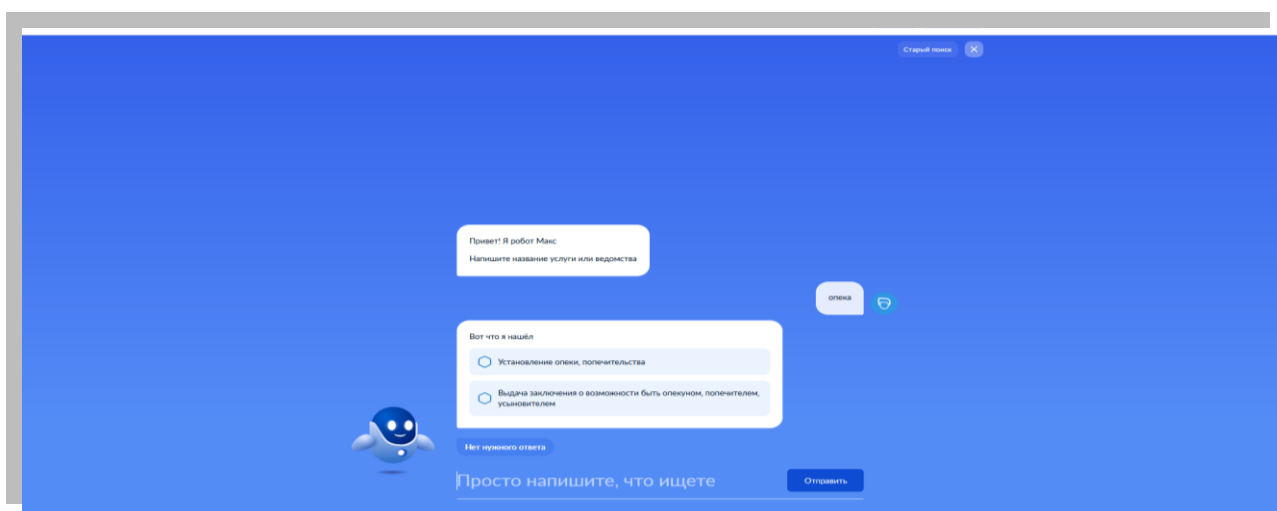 Старый поиск
Привет! Я робот Макс
Напишите название услуги или ведомства
опека
Вот что я нашёл
Установление опеки, попечительства
Выдача заключения о возможности быть опекуном, попечителем,
усыновителем
Нет нужного ответа
Просто напишите, что ищете
Отправить